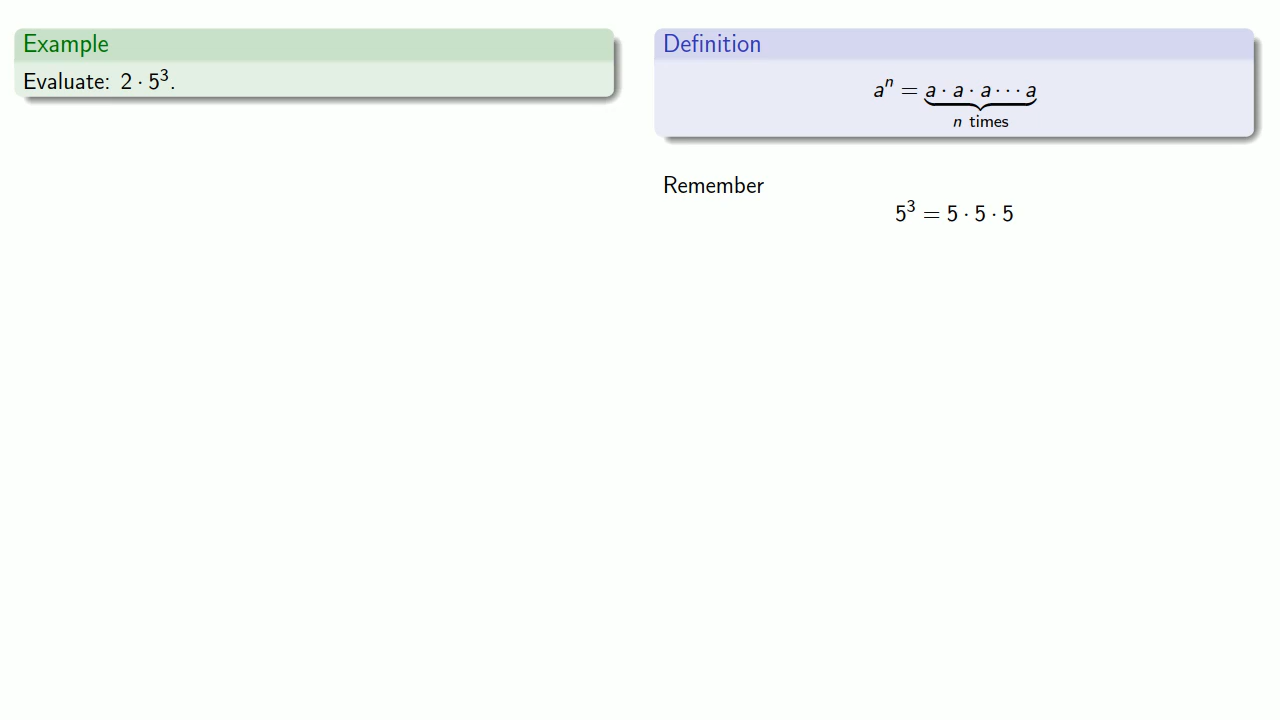 Example
Evaluate: 2 · 5³.
Definition
aⁿ = a · a · a · · · a
n times
Remember
5³ = 5 · 5 · 5